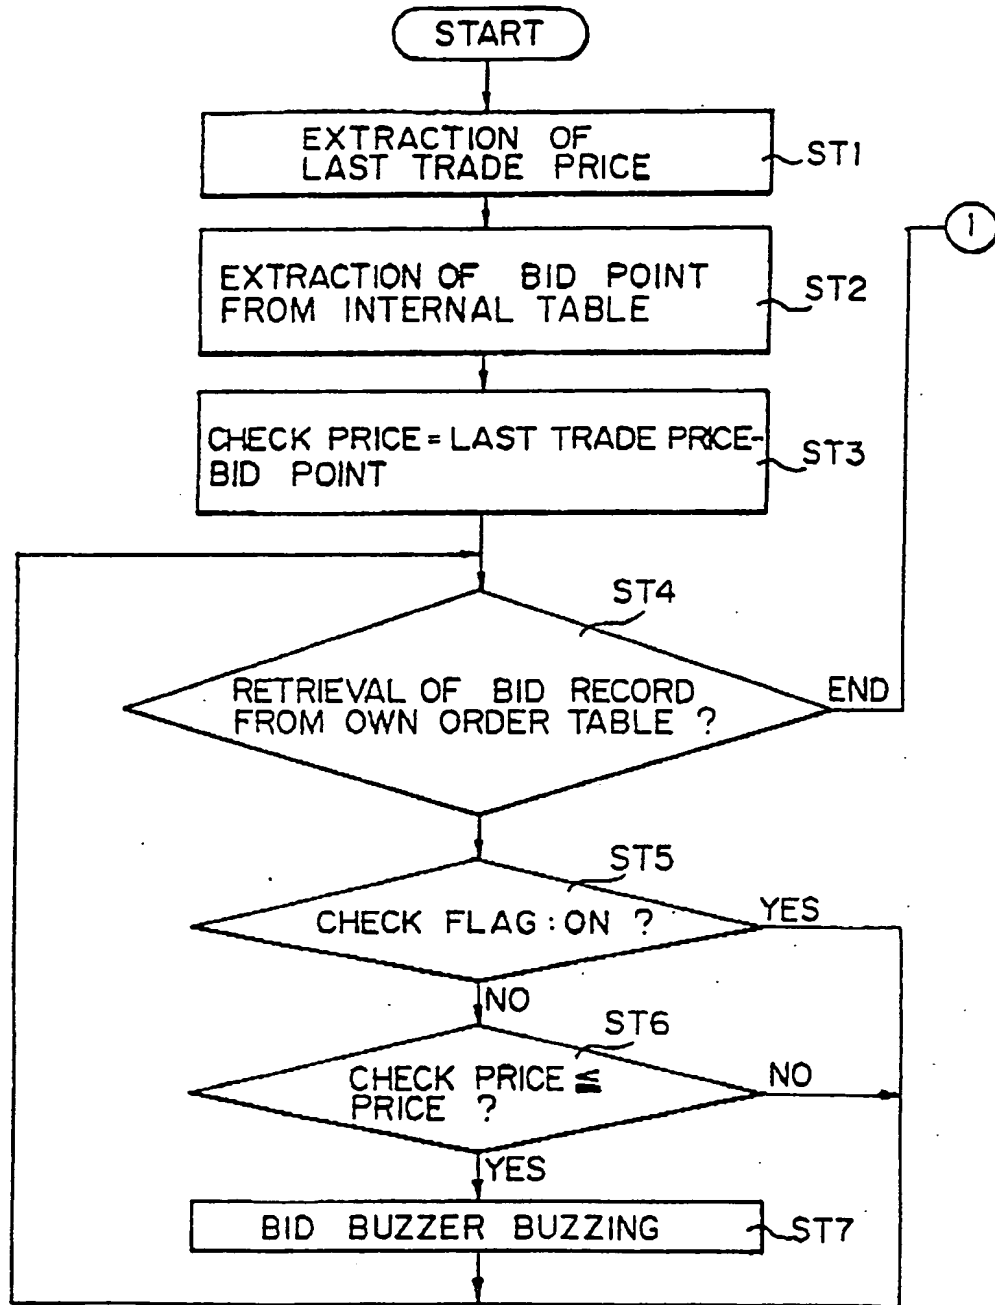 START
EXTRACTION OF
LAST TRADE PRICE
ST1
1
EXTRACTION OF BID POINT
FROM INTERNAL TABLE
ST2
CHECK PRICE = LAST TRADE PRICE-
BID POINT
ST3
ST4
RETRIEVAL OF BID RECORD
FROM OWN ORDER TABLE ?
END
ST5
CHECK FLAG : ON ?
YES
NO
ST6
CHECK PRICE ≦
PRICE ?
NO
YES
BID BUZZER BUZZING
ST7